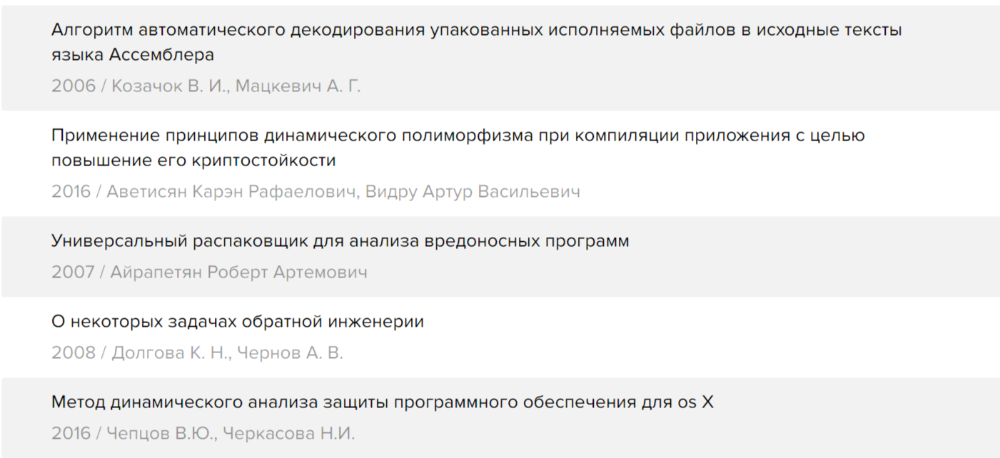 Алгоритм автоматического декодирования упакованных исполняемых файлов в исходные тексты
языка Ассемблера
2006 / Козачок В. И., Мацкевич А. Г.
Применение принципов динамического полиморфизма при компиляции приложения с целью
повышение его криптостойкости
2016 / Аветисян Карэн Рафаелович, Видру Артур Васильевич
Универсальный распаковщик для анализа вредоносных программ
2007 / Айрапетян Роберт Артемович
О некоторых задачах обратной инженерии
2008 / Долгова К. Н., Чернов А. В.
Метод динамического анализа защиты программного обеспечения для os X
2016 / Чепцов В.Ю., Черкасова Н.И.